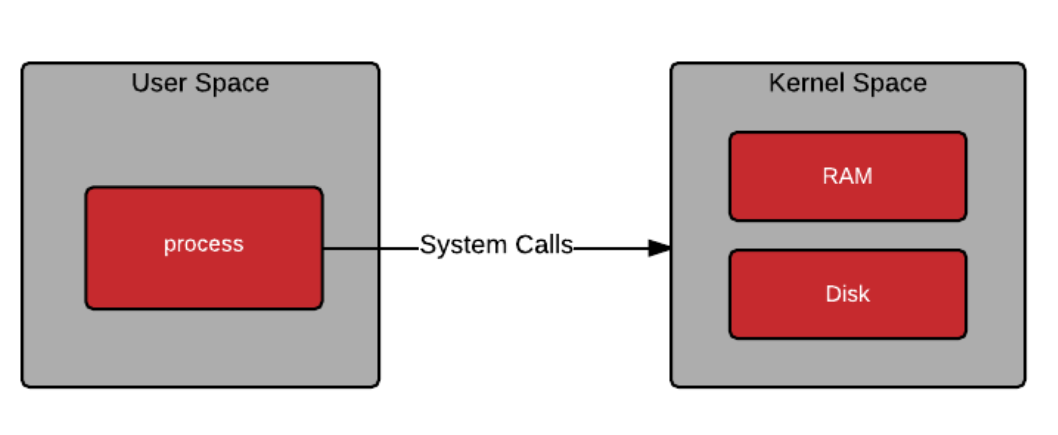 User Space
process
System Calls
Kernel Space
RAM
Disk